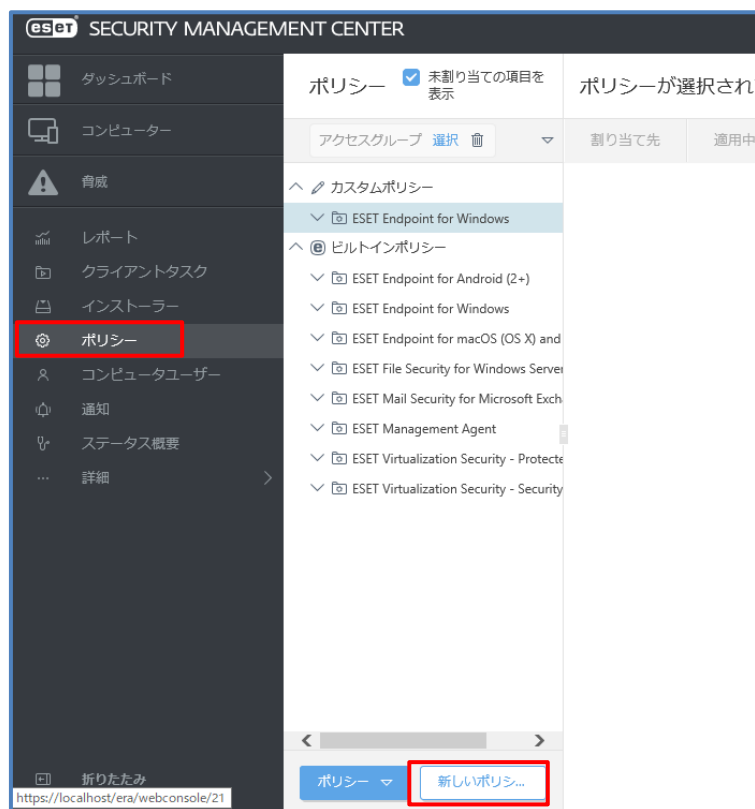 eset SECURITY MANAGEMENT CENTER
ダッシュボード
コンピューター
脅威
レポート
クライアントタスク
インストーラー
ポリシー
コンピュータユーザー
通知
ステータス概要
詳細
折りたたみ
https://localhost/era/webconsole/21
ポリシー
未割り当ての項目を
表示
アクセスグループ 選択
カスタムポリシー
ESET Endpoint for Windows
ビルトインポリシー
ESET Endpoint for Android (2+)
ESET Endpoint for Windows
ESET Endpoint for macOS (OS X) and
ESET File Security for Windows Server
ESET Mail Security for Microsoft Exch
ESET Management Agent
ESET Virtualization Security - Protecte
ESET Virtualization Security - Security
ポリシー 新しいポリシ...
ポリシーが選択され
割り当て先 適用中